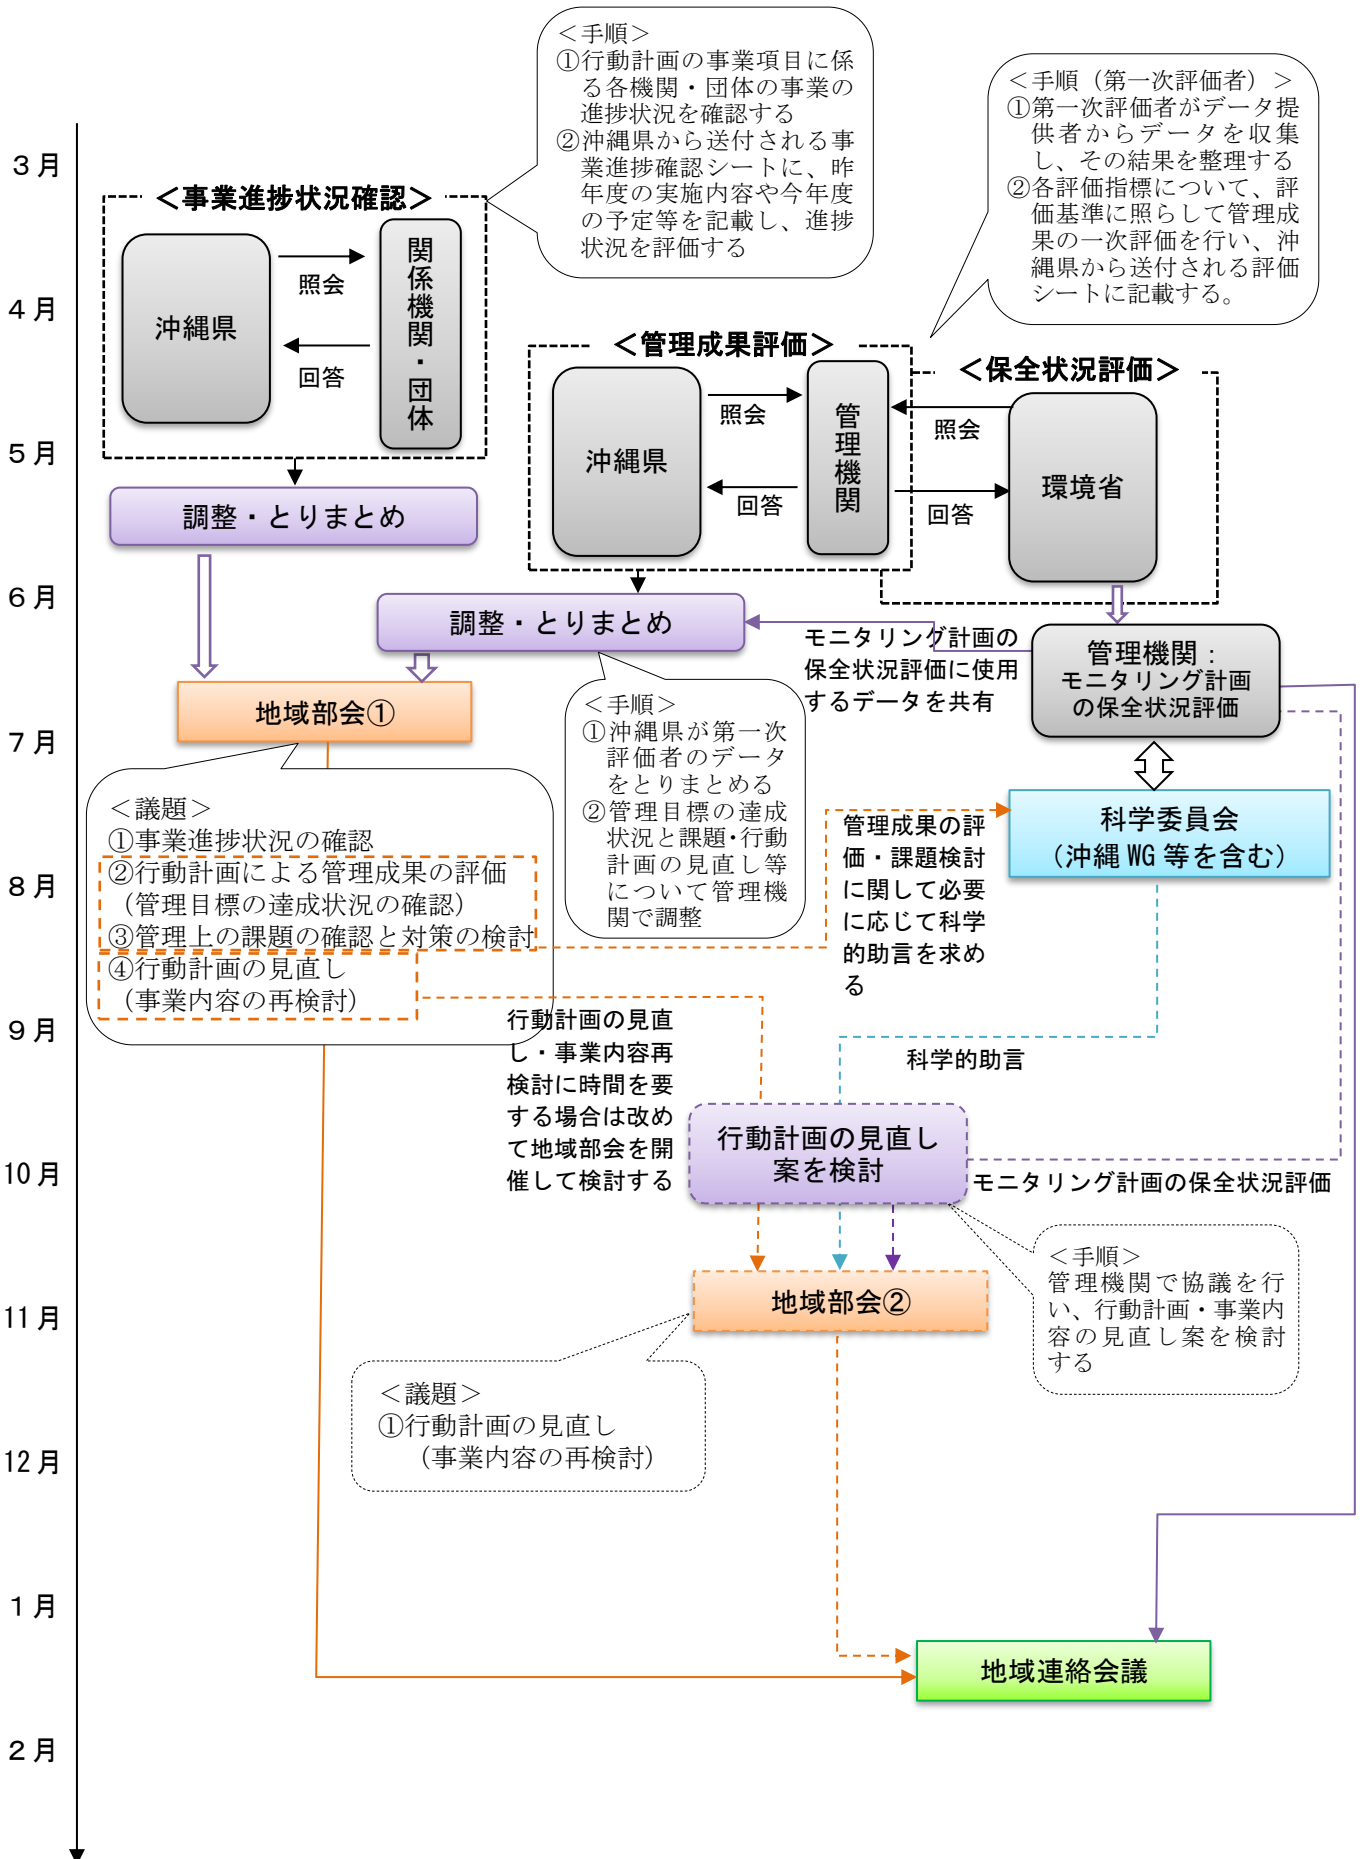 ３月
４月
５月
６月
７月
８月
９月
10月
11月
12月
１月
２月
＜手順＞
①行動計画の事業項目に係
る各機関・団体の事業の
進捗状況を確認する
②沖縄県から送付される事
業進捗確認シートに、昨
年度の実施内容や今年度
の予定等を記載し、進捗
状況を評価する
＜手順（第一次評価者）＞
①第一次評価者がデータ提
供者からデータを収集
し、その結果を整理する
②各評価指標について、評
価基準に照らして管理成
果の一次評価を行い、沖
縄県から送付される評価
シートに記載する。
＜事業進捗状況確認＞
沖縄県
照会
回答
関係機関・団体
調整・とりまとめ
＜管理成果評価＞
沖縄県
照会
回答
管理機関
＜保全状況評価＞
照会
回答
環境省
調整・とりまとめ
モニタリング計画の
保全状況評価に使用
するデータを共有
管理機関：
モニタリング計画
の保全状況評価
地域部会①
＜手順＞
①沖縄県が第一次
評価者のデータ
をとりまとめる
②管理目標の達成
状況と課題・行動
計画の見直し等
について管理機
関で調整
＜議題＞
①事業進捗状況の確認
②行動計画による管理成果の評価
（管理目標の達成状況の確認）
③管理上の課題の確認と対策の検討
④行動計画の見直し
（事業内容の再検討）
管理成果の評
価・課題検討
に関して必要
に応じて科学
的助言を求め
る
科学委員会
（沖縄 WG 等を含む）
行動計画の見直
し・事業内容再
検討に時間を要
する場合は改め
て地域部会を開
催して検討する
科学的助言
行動計画の見直し
案を検討
モニタリング計画の保全状況評価
＜手順＞
管理機関で協議を行
い、行動計画・事業内
容の見直し案を検討
する
地域部会②
＜議題＞
①行動計画の見直し
（事業内容の再検討）
地域連絡会議